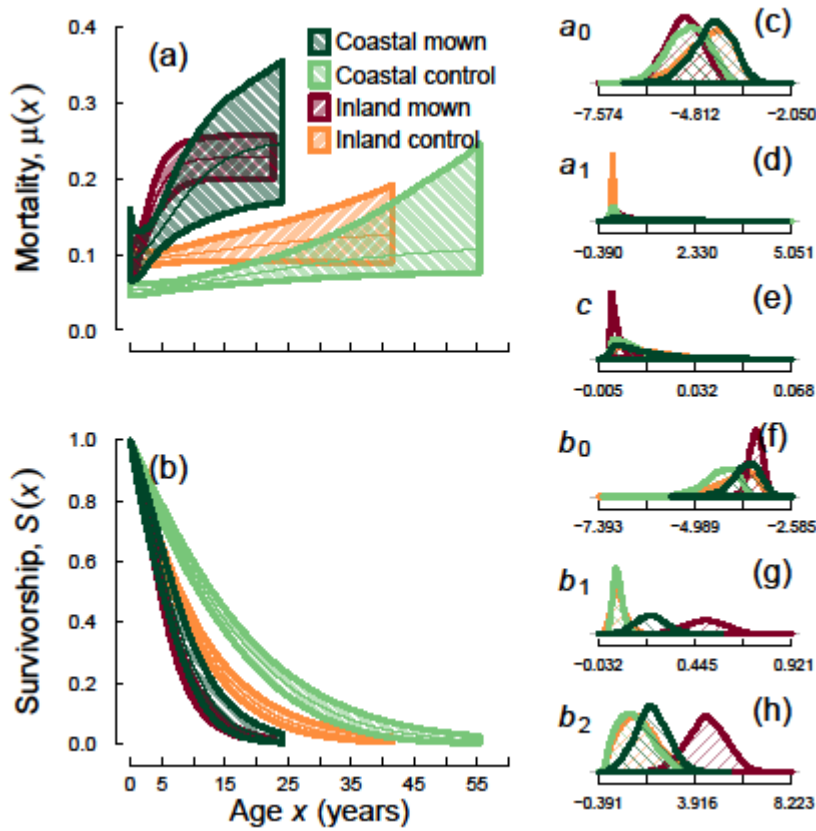 0.4
0.3
0.2
0.1
0.0
Mortality, μ(x)
(a)
Coastal mown
Coastal control
Inland mown
Inland control
1.0
0.8
0.6
0.4
0.2
0.0
Survivorship, S(x)
(b)
0 5 15 25 35 45 55
Age x (years)
a0 (c)
−7.574 −4.812 −2.050
a1 (d)
−0.390 2.330 5.051
c (e)
−0.005 0.032 0.068
b0 (f)
−7.393 −4.989 −2.585
b1 (g)
−0.032 0.445 0.921
b2 (h)
−0.391 3.916 8.223